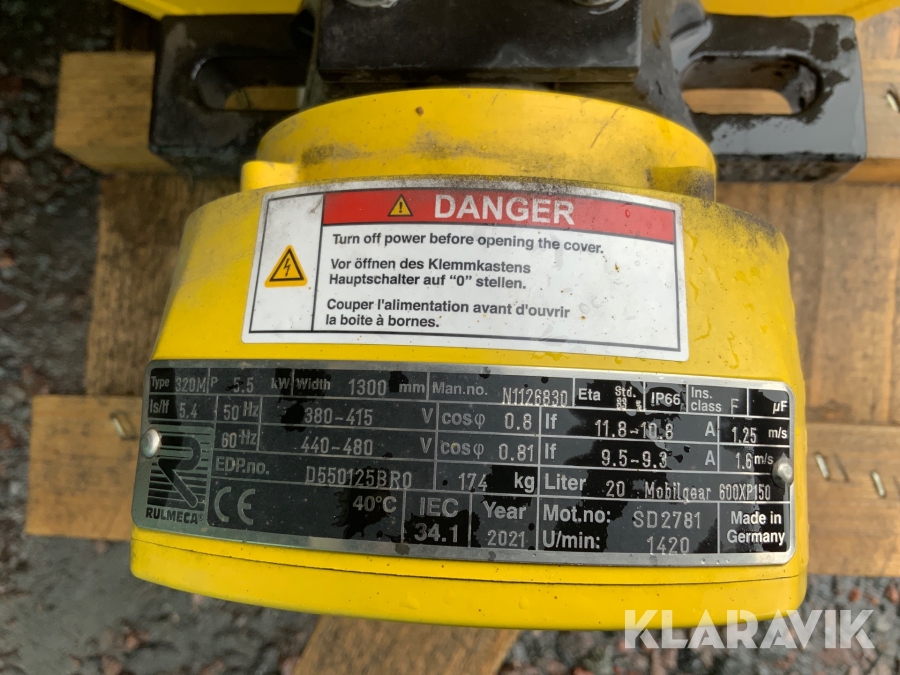 DANGER
Turn off power before opening the cover.
Vor öffnen des Klemmkastens
Hauptschalter auf "0" stellen.
Couper l'alimentation avant d'ouvrir
la boite à bornes.
Type 320M P 5.5 kW Width 1300 mm Man.no. N1126830 Eta Std. IP66 Ins. class F µF
Is/If 5.4 50 Hz 380-415 V cosφ 0.8 If 11.8-10.8 A 1.25 m/s
60 Hz 440-480 V cosφ 0.81 If 9.5-9.3 A 1.6 m/s
EDP.no. D550125BR0 174 kg Liter 20 Mobilgear 600XP150
RULMECA CE 40°C IEC 34.1 Year 2021 Mot.no: SD2781 Made in
U/min: 1420 Germany
KLARAVIK